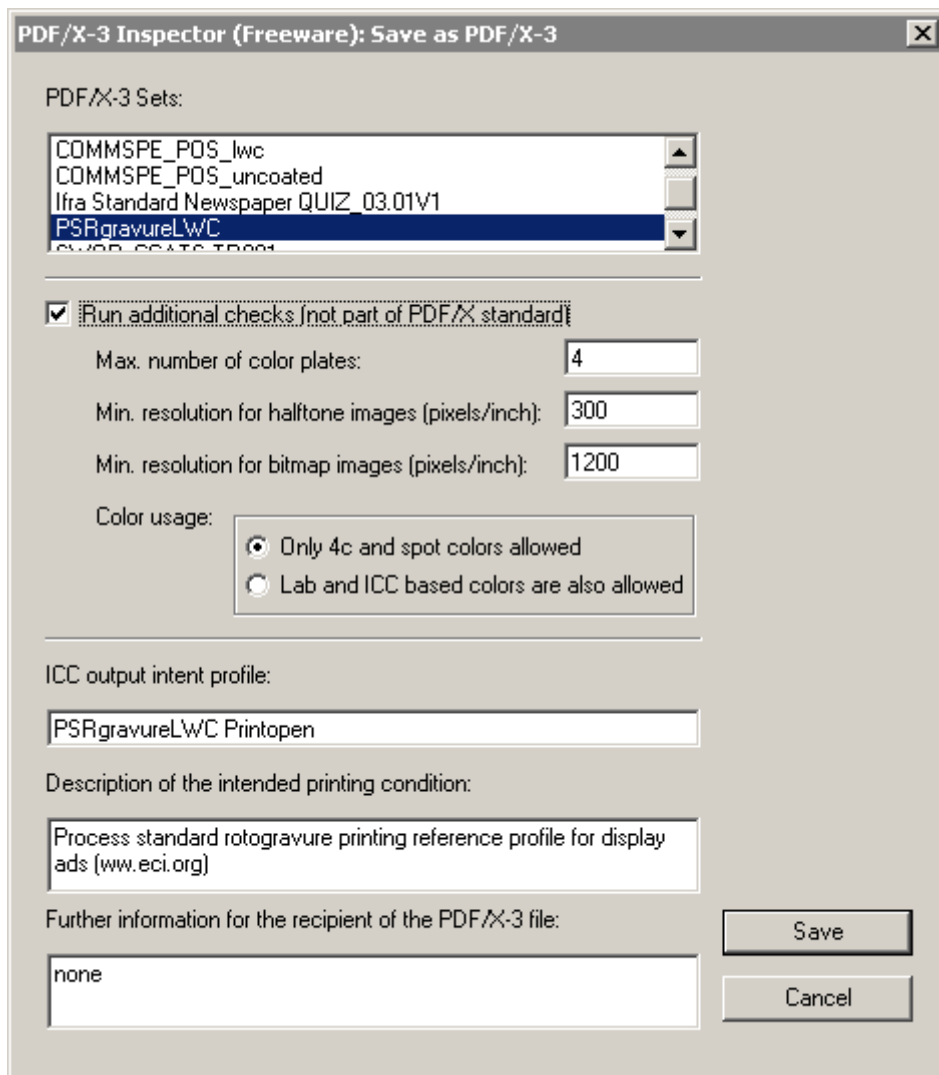 PDF/X-3 Inspector (Freeware): Save as PDF/X-3
PDF/X-3 Sets:
COMMSPE_POS_lwc
COMMSPE_POS_uncoated
Ifra Standard Newspaper QUIZ_03.01V1
PSRgravureLWC
Run additional checks (not part of PDF/X standard)
Max. number of color plates:
4
Min. resolution for halftone images (pixels/inch):
300
Min. resolution for bitmap images (pixels/inch):
1200
Color usage:
Only 4c and spot colors allowed
Lab and ICC based colors are also allowed
ICC output intent profile:
PSRgravureLWC Printopen
Description of the intended printing condition:
Process standard rotogravure printing reference profile for display
ads (ww.eci.org)
Further information for the recipient of the PDF/X-3 file:
none
Save
Cancel